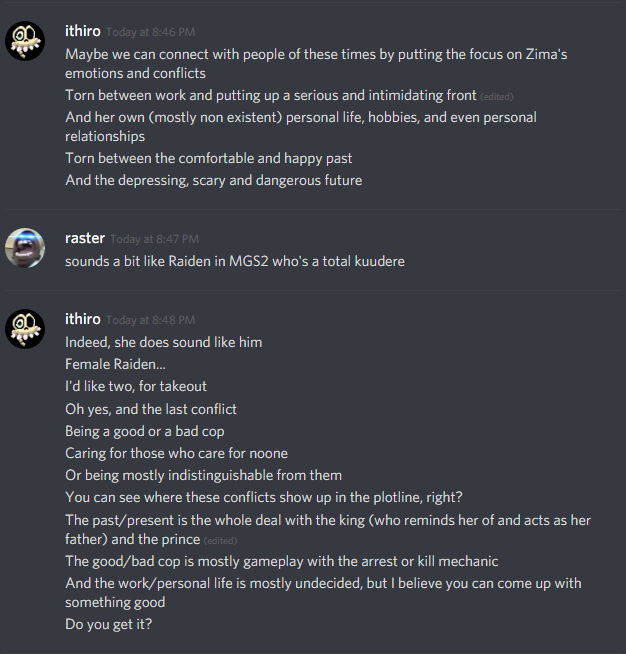 ithiro Today at 8:46 PM
Maybe we can connect with people of these times by putting the focus on Zima's
emotions and conflicts
Torn between work and putting up a serious and intimidating front (edited)
And her own (mostly non existent) personal life, hobbies, and even personal
relationships
Torn between the comfortable and happy past
And the depressing, scary and dangerous future
raster Today at 8:47 PM
sounds a bit like Raiden in MGS2 who's a total kuudere
ithiro Today at 8:48 PM
Indeed, she does sound like him
Female Raiden...
I'd like two, for takeout
Oh yes, and the last conflict
Being a good or a bad cop
Caring for those who care for noone
Or being mostly indistinguishable from them
You can see where these conflicts show up in the plotline, right?
The past/present is the whole deal with the king (who reminds her of and acts as her
father) and the prince (edited)
The good/bad cop is mostly gameplay with the arrest or kill mechanic
And the work/personal life is mostly undecided, but I believe you can come up with
something good
Do you get it?